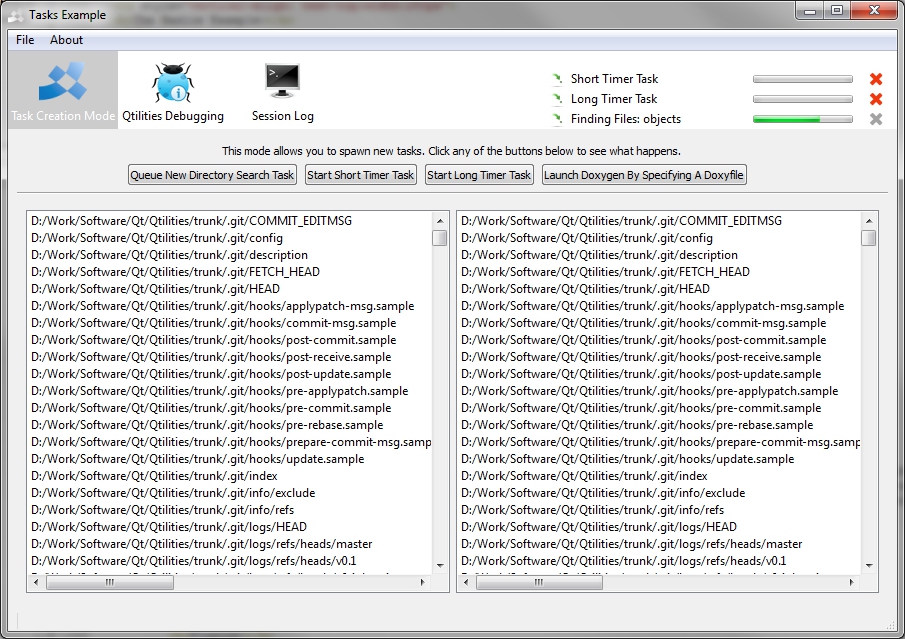 Tasks Example
File About
Task Creation Mode
Qtilities Debugging
Session Log
Short Timer Task
Long Timer Task
Finding Files: objects
This mode allows you to spawn new tasks. Click any of the buttons below to see what happens.
Queue New Directory Search Task
Start Short Timer Task
Start Long Timer Task
Launch Doxygen By Specifying A Doxyfile
D:/Work/Software/Qt/Qtilities/trunk/.git/COMMIT_EDITMSG
D:/Work/Software/Qt/Qtilities/trunk/.git/config
D:/Work/Software/Qt/Qtilities/trunk/.git/description
D:/Work/Software/Qt/Qtilities/trunk/.git/FETCH_HEAD
D:/Work/Software/Qt/Qtilities/trunk/.git/HEAD
D:/Work/Software/Qt/Qtilities/trunk/.git/hooks/applypatch-msg.sample
D:/Work/Software/Qt/Qtilities/trunk/.git/hooks/commit-msg.sample
D:/Work/Software/Qt/Qtilities/trunk/.git/hooks/post-commit.sample
D:/Work/Software/Qt/Qtilities/trunk/.git/hooks/post-receive.sample
D:/Work/Software/Qt/Qtilities/trunk/.git/hooks/post-update.sample
D:/Work/Software/Qt/Qtilities/trunk/.git/hooks/pre-applypatch.sample
D:/Work/Software/Qt/Qtilities/trunk/.git/hooks/pre-commit.sample
D:/Work/Software/Qt/Qtilities/trunk/.git/hooks/pre-rebase.sample
D:/Work/Software/Qt/Qtilities/trunk/.git/hooks/prepare-commit-msg.samp
D:/Work/Software/Qt/Qtilities/trunk/.git/hooks/update.sample
D:/Work/Software/Qt/Qtilities/trunk/.git/index
D:/Work/Software/Qt/Qtilities/trunk/.git/info/exclude
D:/Work/Software/Qt/Qtilities/trunk/.git/info/refs
D:/Work/Software/Qt/Qtilities/trunk/.git/logs/HEAD
D:/Work/Software/Qt/Qtilities/trunk/.git/logs/refs/heads/master
D:/Work/Software/Qt/Qtilities/trunk/.git/logs/refs/heads/v0.1
D:/Work/Software/Qt/Qtilities/trunk/.git/COMMIT_EDITMSG
D:/Work/Software/Qt/Qtilities/trunk/.git/config
D:/Work/Software/Qt/Qtilities/trunk/.git/description
D:/Work/Software/Qt/Qtilities/trunk/.git/FETCH_HEAD
D:/Work/Software/Qt/Qtilities/trunk/.git/HEAD
D:/Work/Software/Qt/Qtilities/trunk/.git/hooks/applypatch-msg.sample
D:/Work/Software/Qt/Qtilities/trunk/.git/hooks/commit-msg.sample
D:/Work/Software/Qt/Qtilities/trunk/.git/hooks/post-commit.sample
D:/Work/Software/Qt/Qtilities/trunk/.git/hooks/post-receive.sample
D:/Work/Software/Qt/Qtilities/trunk/.git/hooks/post-update.sample
D:/Work/Software/Qt/Qtilities/trunk/.git/hooks/pre-applypatch.sample
D:/Work/Software/Qt/Qtilities/trunk/.git/hooks/pre-commit.sample
D:/Work/Software/Qt/Qtilities/trunk/.git/hooks/pre-rebase.sample
D:/Work/Software/Qt/Qtilities/trunk/.git/hooks/prepare-commit-msg.samp
D:/Work/Software/Qt/Qtilities/trunk/.git/hooks/update.sample
D:/Work/Software/Qt/Qtilities/trunk/.git/index
D:/Work/Software/Qt/Qtilities/trunk/.git/info/exclude
D:/Work/Software/Qt/Qtilities/trunk/.git/info/refs
D:/Work/Software/Qt/Qtilities/trunk/.git/logs/HEAD
D:/Work/Software/Qt/Qtilities/trunk/.git/logs/refs/heads/master
D:/Work/Software/Qt/Qtilities/trunk/.git/logs/refs/heads/v0.1